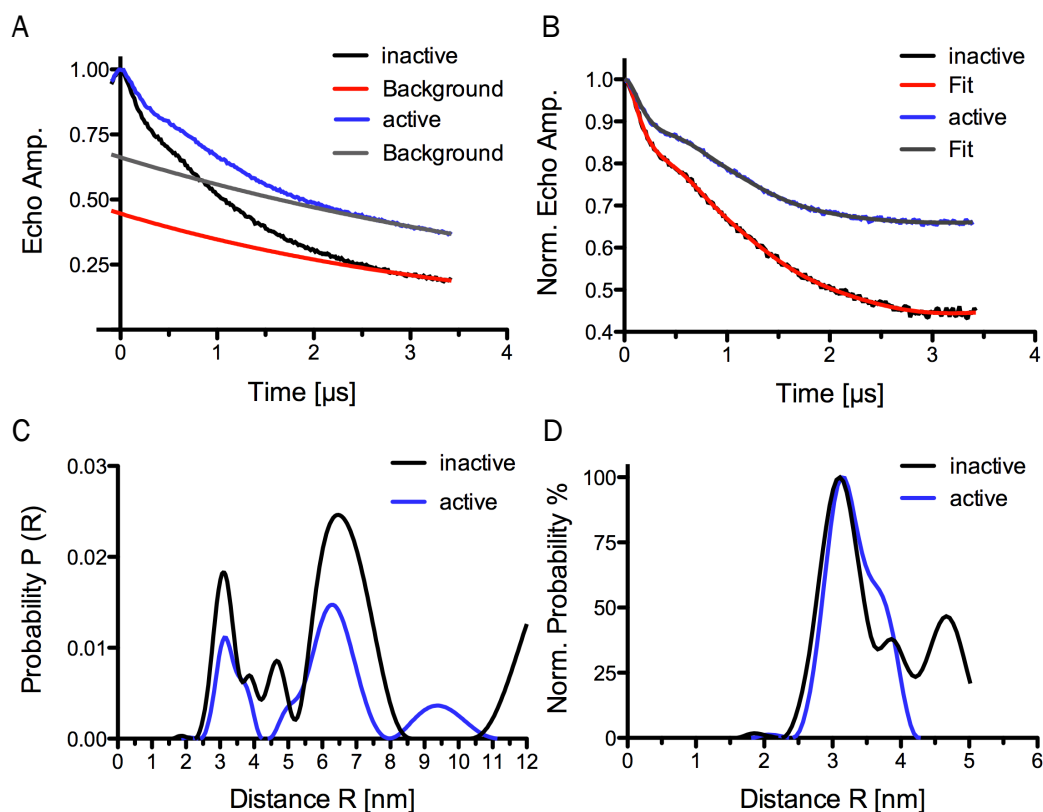 A
inactive
Background
active
Background
1.00
0.75
0.50
0.25
Echo Amp.
0
1
2
3
4
Time [µs]
B
inactive
Fit
active
Fit
1.0
0.9
0.8
0.7
0.6
0.5
0.4
Norm. Echo Amp.
0
1
2
3
4
Time [µs]
C
inactive
active
0.03
0.02
0.01
0.00
Probability P (R)
0 1 2 3 4 5 6 7 8 9 10 11 12
Distance R [nm]
D
inactive
active
100
75
50
25
0
Norm. Probability %
0 1 2 3 4 5 6
Distance R [nm]